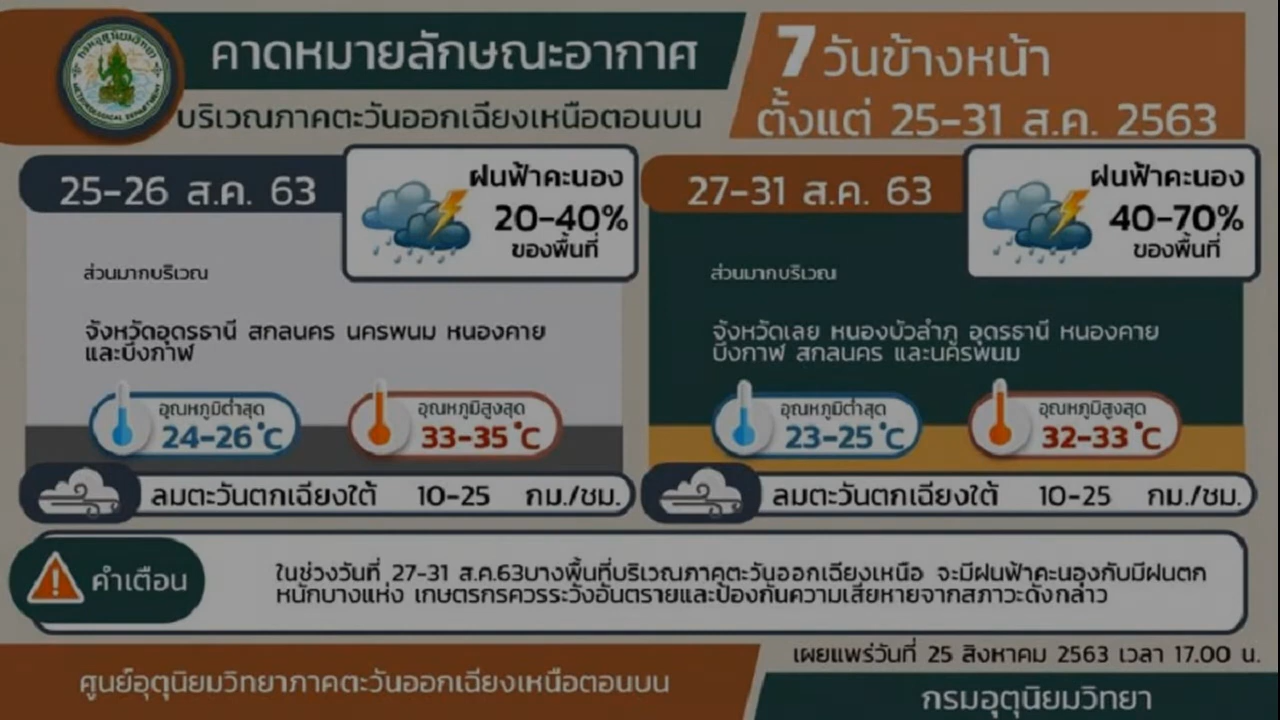 กรมอุตุนิยมวิทยา
METEOROLOGICAL DEPARTMENT
คาดหมายลักษณะอากาศ
บริเวณภาคตะวันออกเฉียงเหนือตอนบน
7 วันข้างหน้า
ตั้งแต่ 25-31 ส.ค. 2563
25-26 ส.ค. 63
ฝนฟ้าคะนอง
20-40%
ของพื้นที่
ส่วนมากบริเวณ
จังหวัดอุดรธานี สกลนคร นครพนม หนองคาย
และบึงกาฬ
อุณหภูมิต่ำสุด
24-26 °C
อุณหภูมิสูงสุด
33-35 °C
ลมตะวันตกเฉียงใต้ 10-25 กม./ชม.
27-31 ส.ค. 63
ฝนฟ้าคะนอง
40-70%
ของพื้นที่
ส่วนมากบริเวณ
จังหวัดเลย หนองบัวลำภู อุดรธานี หนองคาย
บึงกาฬ สกลนคร และนครพนม
อุณหภูมิต่ำสุด
23-25 °C
อุณหภูมิสูงสุด
32-33 °C
ลมตะวันตกเฉียงใต้ 10-25 กม./ชม.
คำเตือน
ในช่วงวันที่ 27-31 ส.ค.63บางพื้นที่บริเวณภาคตะวันออกเฉียงเหนือ จะมีฝนฟ้าคะนองกับมีฝนตก
หนักบางแห่ง เกษตรกรควรระวังอันตรายและป้องกันความเสียหายจากสภาวะดังกล่าว
เผยแพร่วันที่ 25 สิงหาคม 2563 เวลา 17.00 น.
ศูนย์อุตุนิยมวิทยาภาคตะวันออกเฉียงเหนือตอนบน
กรมอุตุนิยมวิทยา